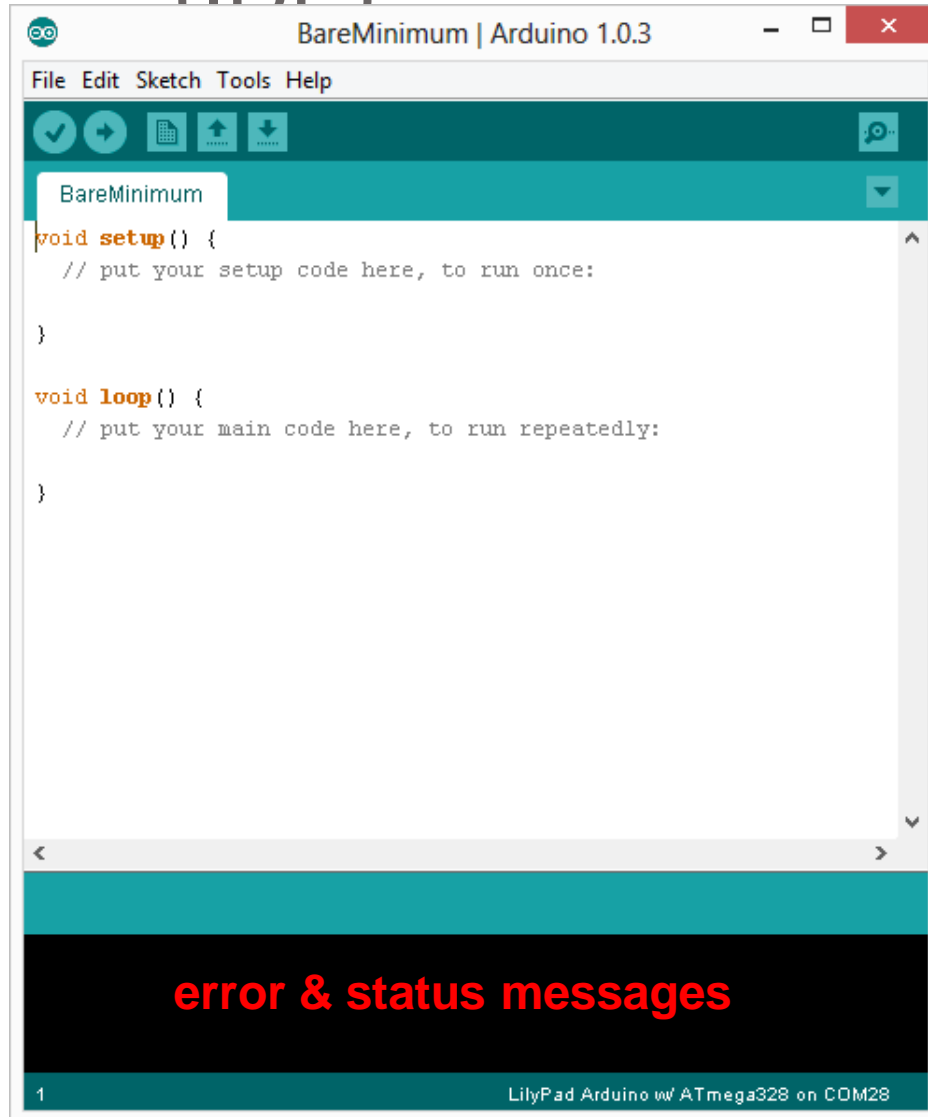 BareMinimum | Arduino 1.0.3
File Edit Sketch Tools Help
BareMinimum
void setup() {
// put your setup code here, to run once:
}
void loop() {
// put your main code here, to run repeatedly:
}
error & status messages
1 LilyPad Arduino w/ ATmega328 on COM28